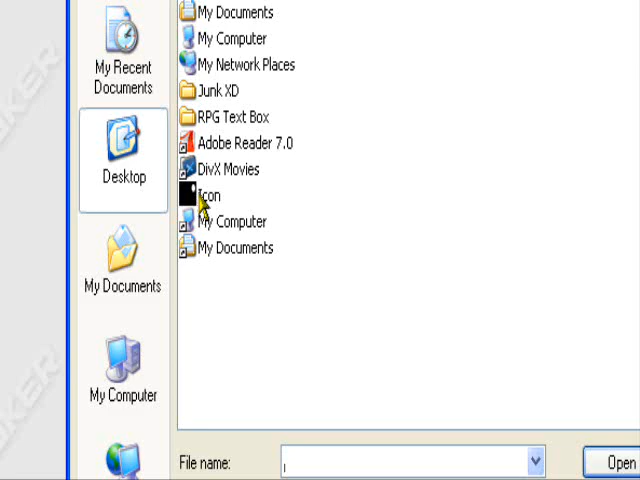 My Documents
My Computer
My Network Places
Junk XD
RPG Text Box
Adobe Reader 7.0
DivX Movies
Icon
My Computer
My Documents
My Recent
Documents
Desktop
My Documents
My Computer
File name:
Open